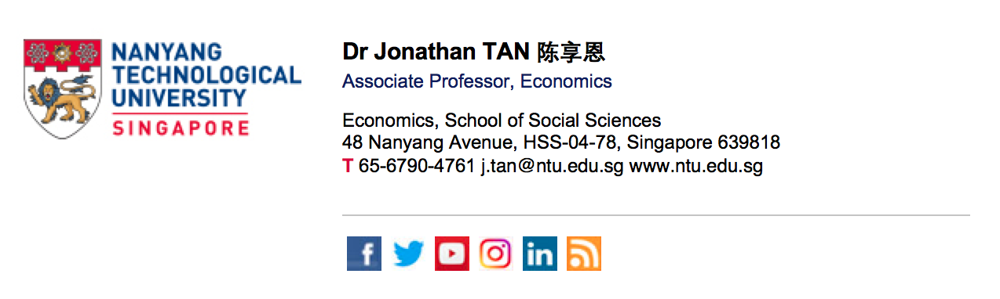 NANYANG
TECHNOLOGICAL
UNIVERSITY
SINGAPORE
Dr Jonathan TAN 陈享恩
Associate Professor, Economics
Economics, School of Social Sciences
48 Nanyang Avenue, HSS-04-78, Singapore 639818
T 65-6790-4761 j.tan@ntu.edu.sg www.ntu.edu.sg
f
in